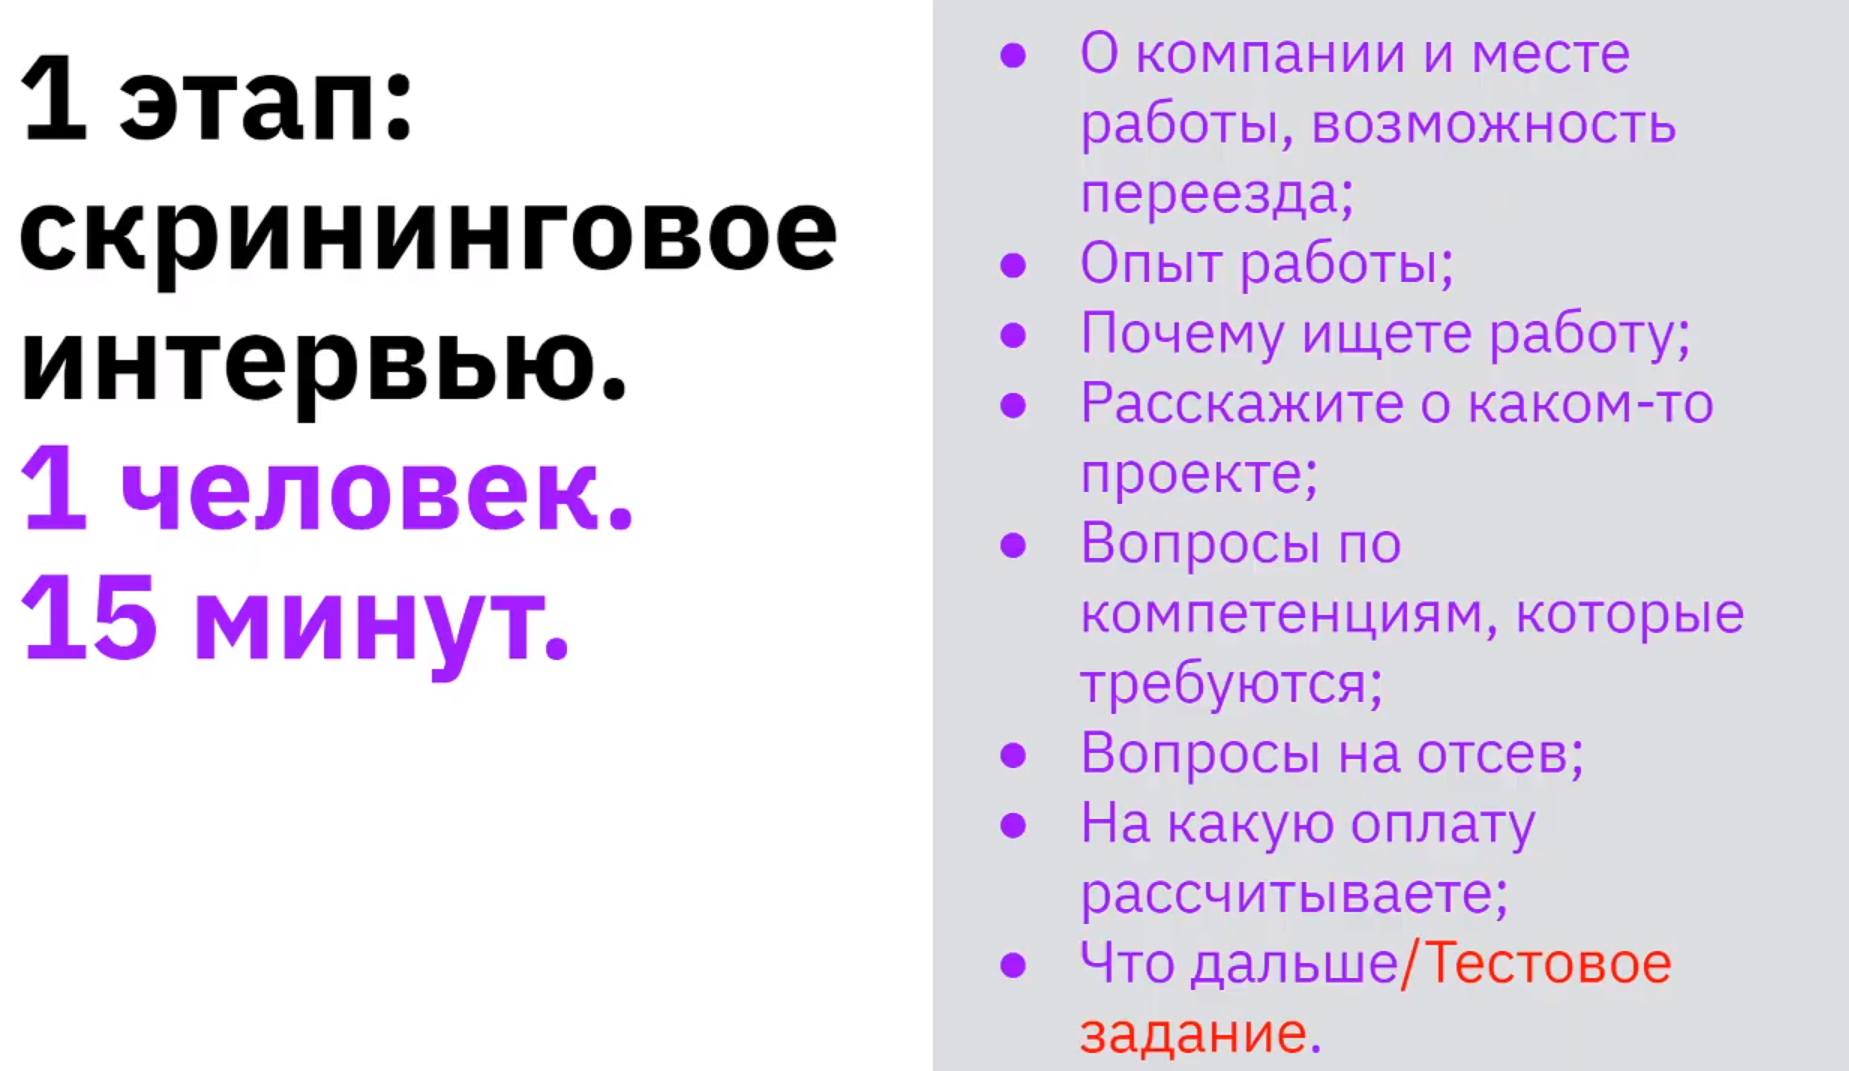 1 этап:
скрининговое
интервью.
1 человек.
15 минут.
● О компании и месте
работы, возможность
переезда;
● Опыт работы;
● Почему ищете работу;
● Расскажите о каком-то
проекте;
● Вопросы по
компетенциям, которые
требуются;
● Вопросы на отсев;
● На какую оплату
рассчитываете;
● Что дальше/Тестовое
задание.